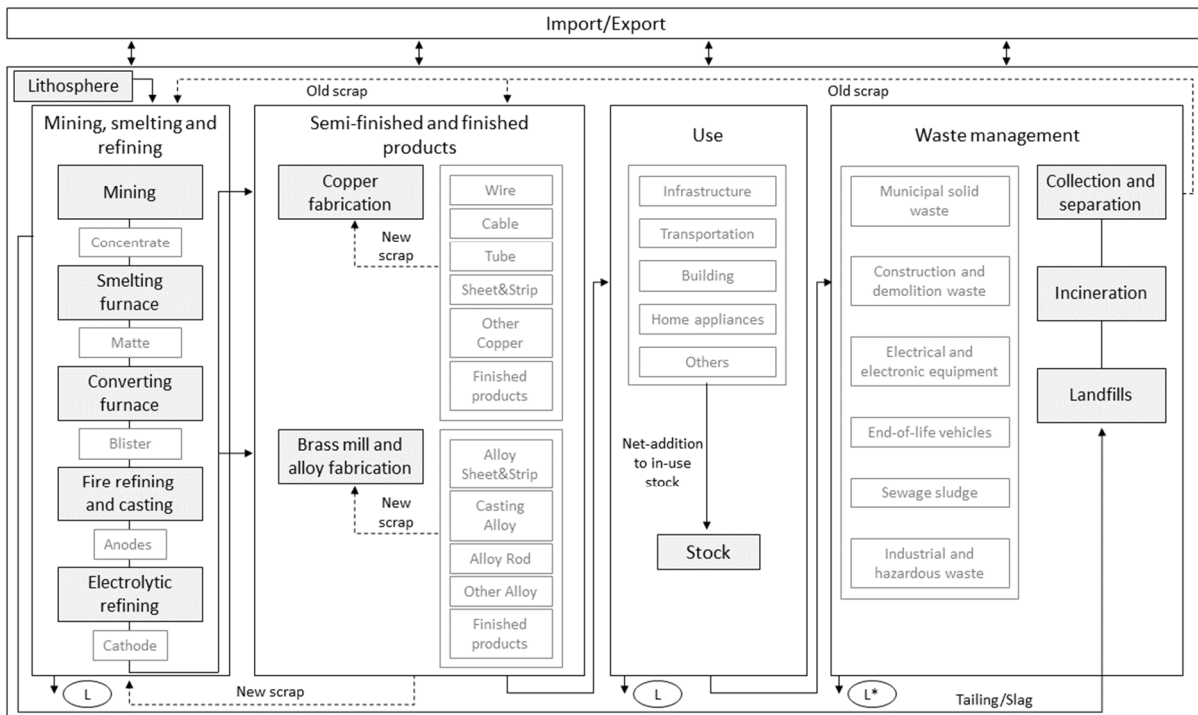 Import/Export
Lithosphere
Old scrap
Old scrap
Mining, smelting and
refining
Mining
Concentrate
Smelting
furnace
Matte
Converting
furnace
Blister
Fire refining
and casting
Anodes
Electrolytic
refining
Cathode
L
Semi-finished and finished
products
Copper
fabrication
New
scrap
Wire
Cable
Tube
Sheet&Strip
Other
Copper
Finished
products
Brass mill and
alloy fabrication
New
scrap
Alloy
Sheet&Strip
Casting
Alloy
Alloy Rod
Other Alloy
Finished
products
New scrap
Use
Infrastructure
Transportation
Building
Home appliances
Others
Net-addition
to in-use
stock
Stock
L
Waste management
Municipal solid
waste
Construction and
demolition waste
Electrical and
electronic equipment
End-of-life vehicles
Sewage sludge
Industrial and
hazardous waste
Collection and
separation
Incineration
Landfills
L*
Tailing/Slag